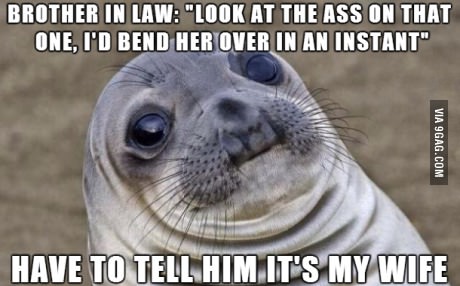 BROTHER IN LAW: "LOOK AT THE ASS ON THAT
ONE, I'D BEND HER OVER IN AN INSTANT"
VIA 9GAG.COM
HAVE TO TELL HIM IT'S MY WIFE